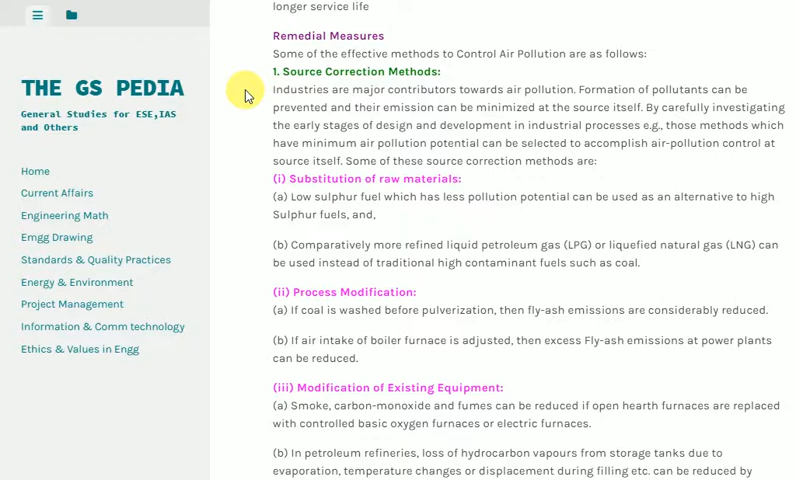 longer service life
THE GS PEDIA
General Studies for ESE,IAS
and Others
Home
Current Affairs
Engineering Math
Emgg Drawing
Standards & Quality Practices
Energy & Environment
Project Management
Information & Comm technology
Ethics & Values in Engg
Remedial Measures
Some of the effective methods to Control Air Pollution are as follows:
1. Source Correction Methods:
Industries are major contributors towards air pollution. Formation of pollutants can be
prevented and their emission can be minimized at the source itself. By carefully investigating
the early stages of design and development in industrial processes e.g., those methods which
have minimum air pollution potential can be selected to accomplish air-pollution control at
source itself. Some of these source correction methods are:
(i) Substitution of raw materials:
(a) Low sulphur fuel which has less pollution potential can be used as an alternative to high
Sulphur fuels, and,
(b) Comparatively more refined liquid petroleum gas (LPG) or liquefied natural gas (LNG) can
be used instead of traditional high contaminant fuels such as coal.
(ii) Process Modification:
(a) If coal is washed before pulverization, then fly-ash emissions are considerably reduced.
(b) If air intake of boiler furnace is adjusted, then excess Fly-ash emissions at power plants
can be reduced.
(iii) Modification of Existing Equipment:
(a) Smoke, carbon-monoxide and fumes can be reduced if open hearth furnaces are replaced
with controlled basic oxygen furnaces or electric furnaces.
(b) In petroleum refineries, loss of hydrocarbon vapours from storage tanks due to
evaporation, temperature changes or displacement during filling etc. can be reduced by